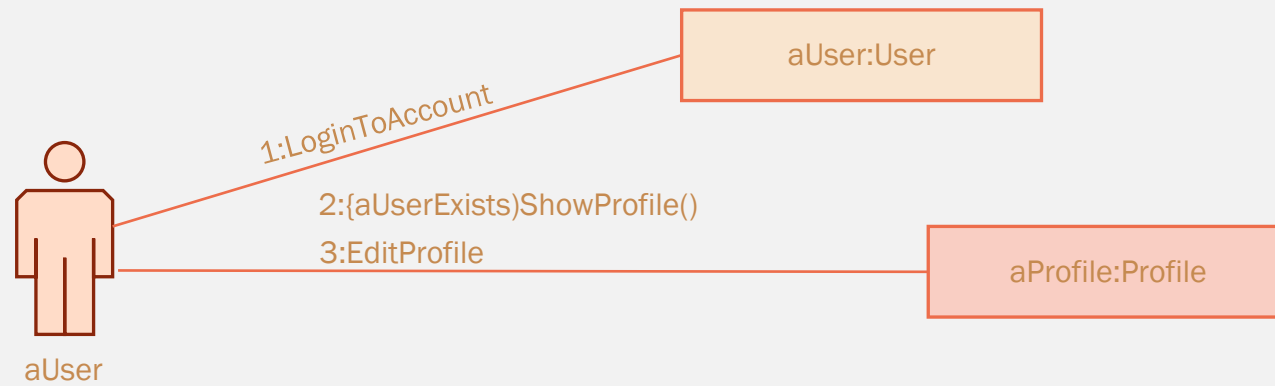 aUser:User
1:LoginToAccount
2:{aUserExists)ShowProfile()
3:EditProfile
aProfile:Profile
aUser